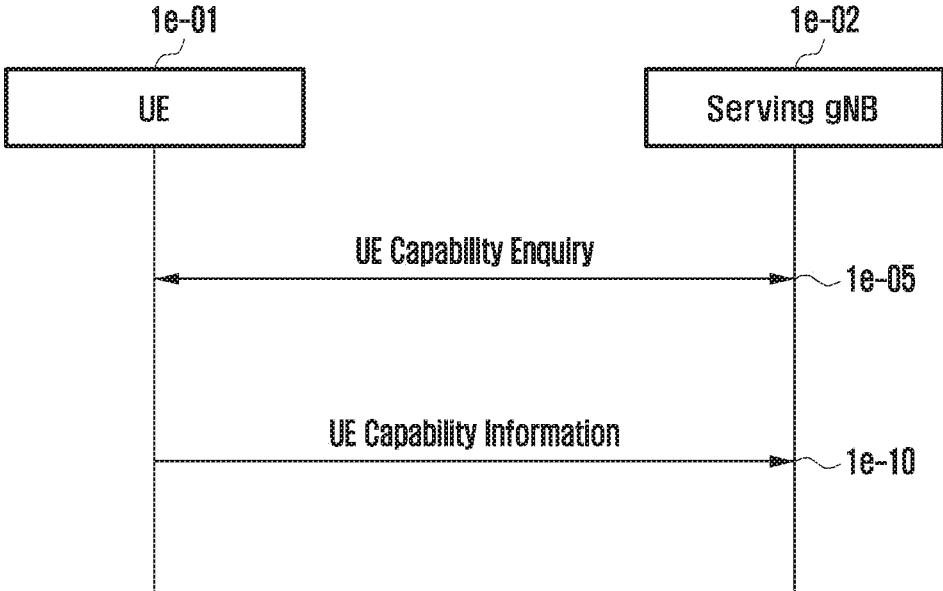 1e-01
1e-02
UE
Serving gNB
UE Capability Enquiry
1e-05
UE Capability Information
1e-10